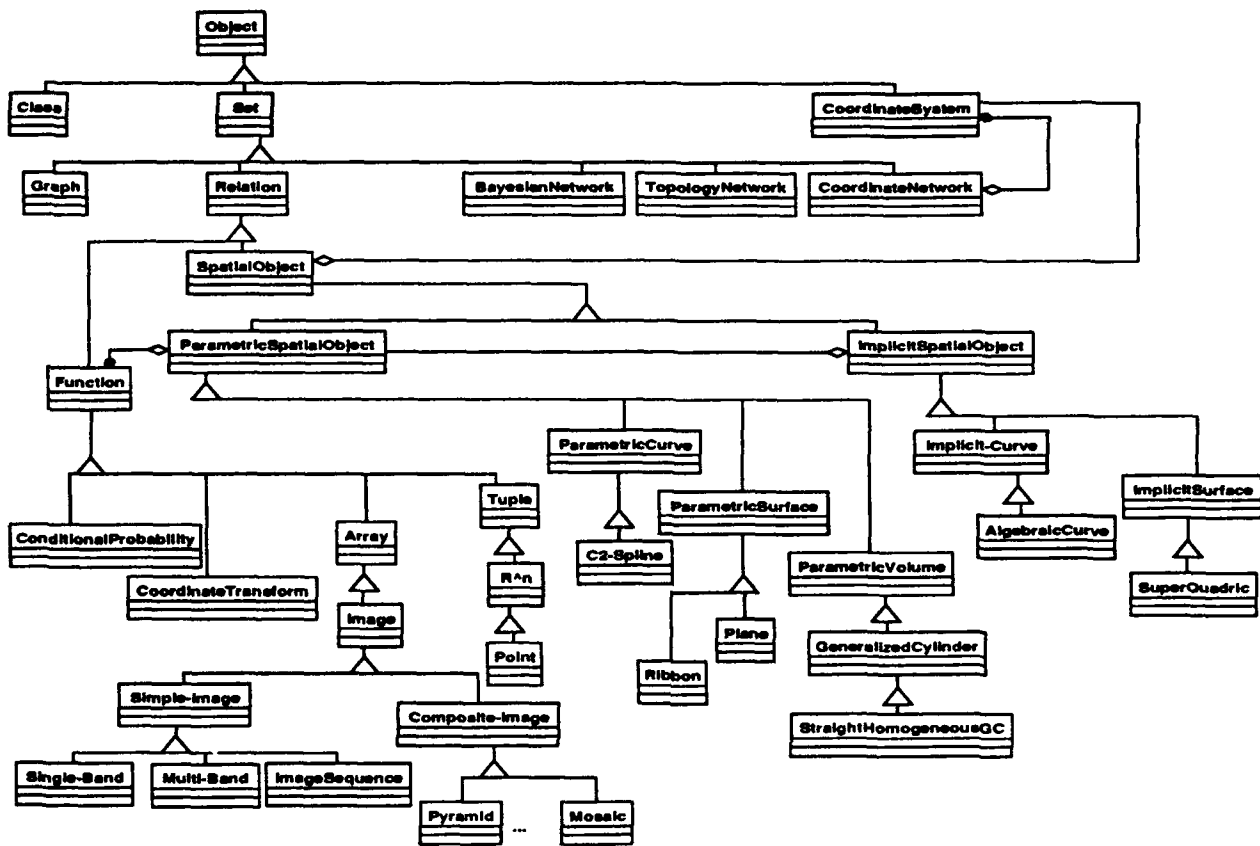 Object
Class
Set
CoordinateSystem
Graph
Relation
BayesianNetwork
TopologyNetwork
CoordinateNetwork
SpatialObject
ParametricSpatialObject
ImplicitSpatialObject
Function
ParametricCurve
Implicit-Curve
Tuple
ParametricSurface
ImplicitSurface
ConditionalProbability
Array
C2-Spline
AlgebraicCurve
CoordinateTransform
R^n
ParametricVolume
SuperQuadric
Image
Plane
Point
Ribbon
GeneralizedCylinder
Simple-Image
Composite-Image
StraightHomogeneousGC
Single-Band
Multi-Band
ImageSequence
Pyramid
...
Mosaic